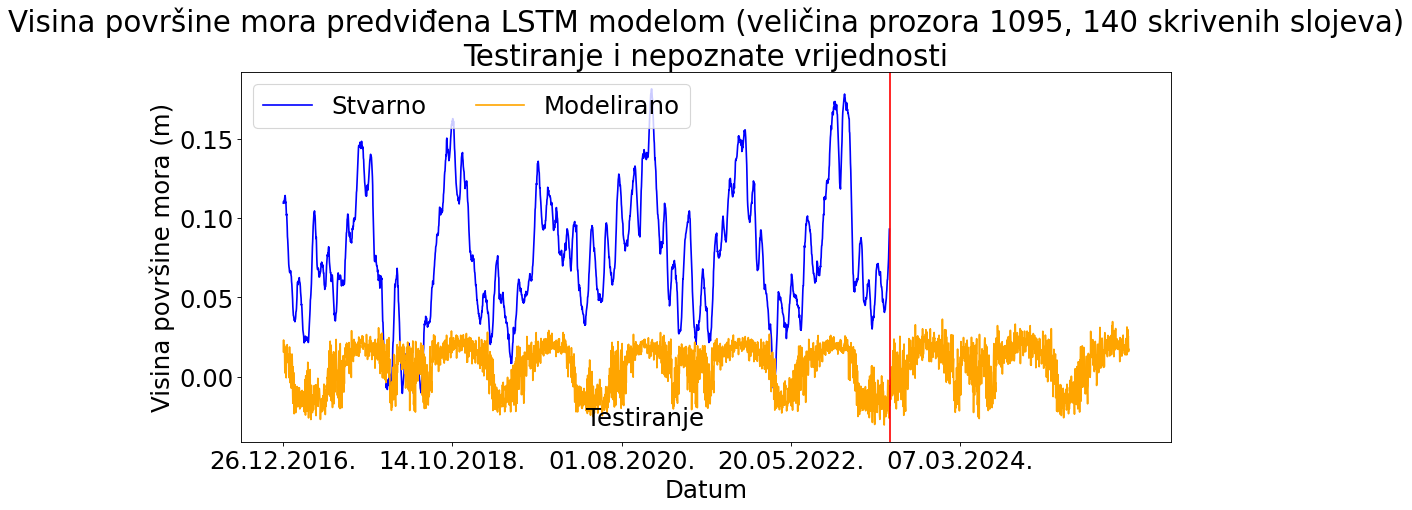 Visina površine mora predviđena LSTM modelom (veličina prozora 1095, 140 skrivenih slojeva)
Testiranje i nepoznate vrijednosti
Stvarno
Modelirano
Visina površine mora (m)
0.15
0.10
0.05
0.00
Testiranje
26.12.2016.
14.10.2018.
01.08.2020.
20.05.2022.
07.03.2024.
Datum